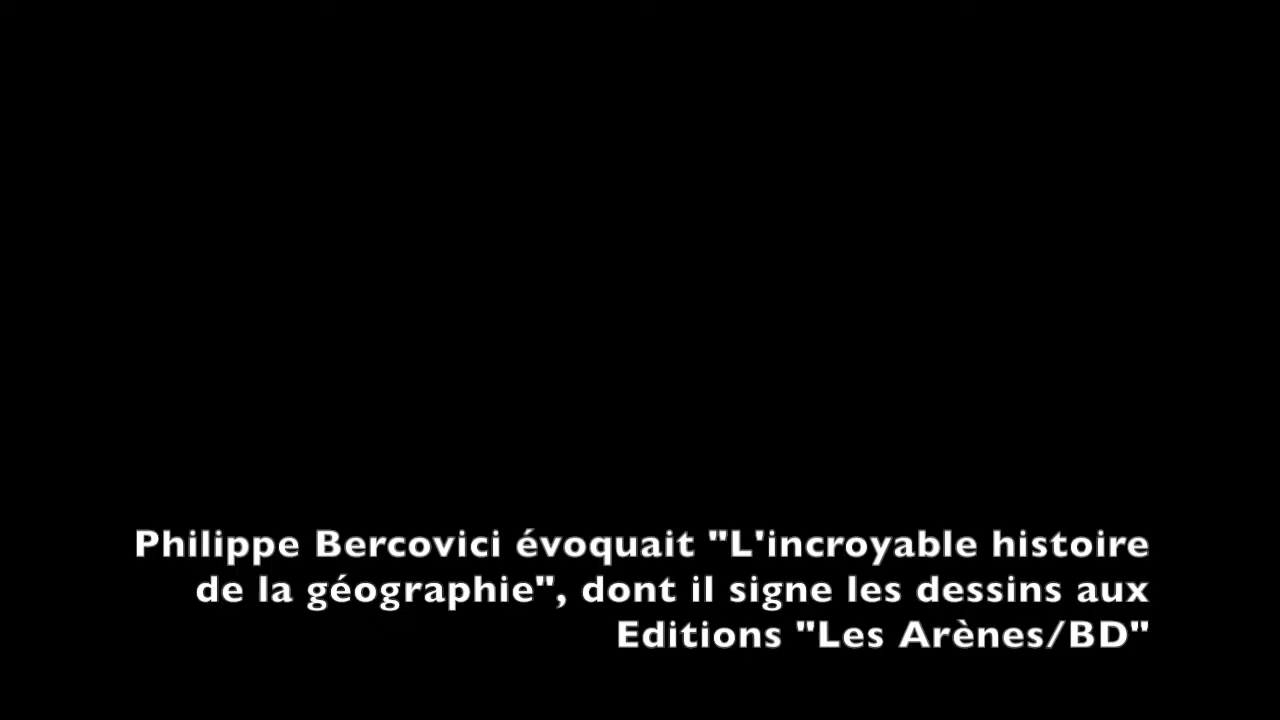 Philippe Bercovici évoquait "L'incroyable histoire
de la géographie", dont il signe les dessins aux
Editions "Les Arènes/BD"